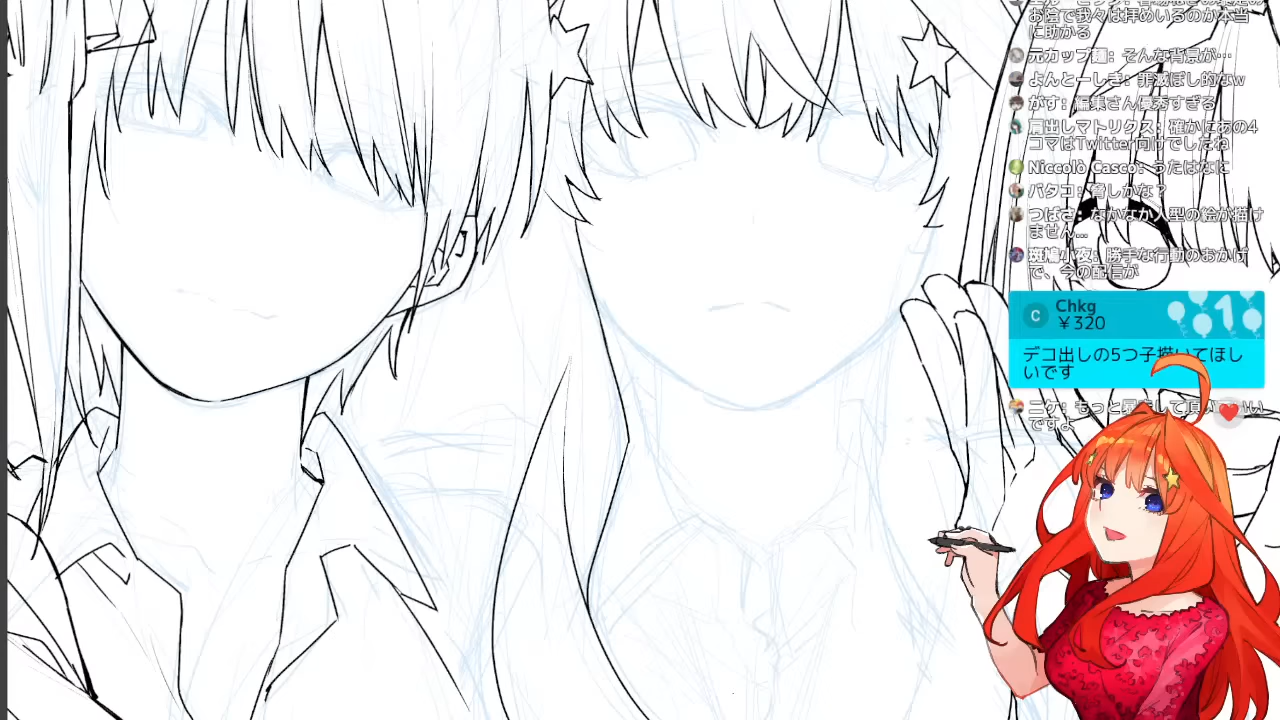 お陰で我々は拝めいるのか本当
に助かる
元カップ麺: そんな背景が…
よんとーしき: 罪滅ぼし的なw
がす: 編集さん優秀すぎる
肩出しマトリクス: 確かにあの4
コマはTwitter向けでしたね
Niccolò Casco: うたはなに
パタコ: 脅しかな？
つばさ: なかなか人型の絵が描け
ません...
斑鳩小夜: 勝手な行動のおかげ
で、今の配信が
C
Chkg
￥320
1
デコ出しの5つ子描いてほし
いです
ニケ: もっと
ですよ